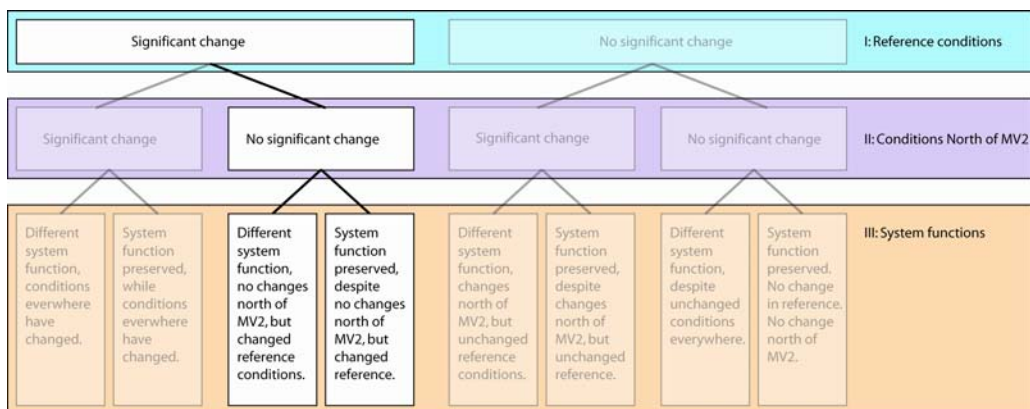 Significant change
No significant change
I: Reference conditions
Significant change
No significant change
Significant change
No significant change
II: Conditions North of MV2
Different
system
function,
conditions
everwhere
have
changed.
System
function
preserved,
while
conditions
everwhere
have
changed.
Different
system
function,
no changes
north of
MV2, but
changed
reference
conditions.
System
function
preserved,
despite
no changes
north of
MV2, but
changed
reference.
Different
system
function,
changes
north of
MV2, but
unchanged
reference
conditions.
System
function
preserved,
despite
changes
north of
MV2, but
unchanged
reference.
Different
system
function,
despite
unchanged
conditions
everywhere.
System
function
preserved.
No change
in reference.
No change
north of
MV2.
III: System functions